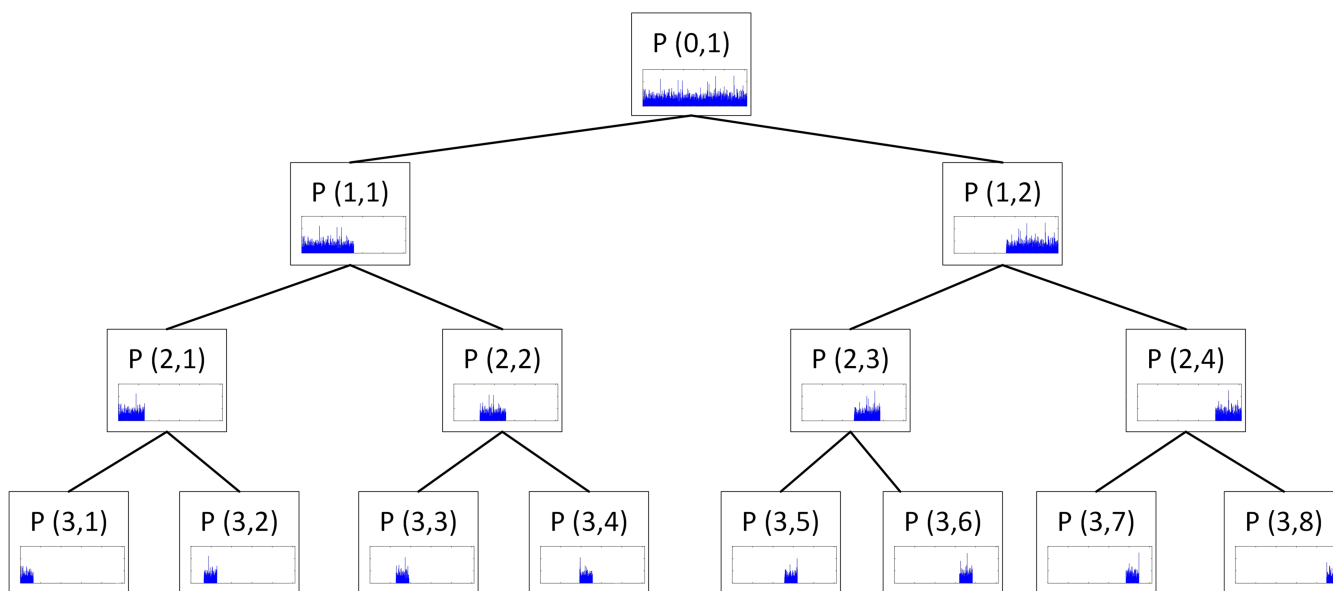 P (0,1)
P (1,1)
P (1,2)
P (2,1)
P (2,2)
P (2,3)
P (2,4)
P (3,1)
P (3,2)
P (3,3)
P (3,4)
P (3,5)
P (3,6)
P (3,7)
P (3,8)